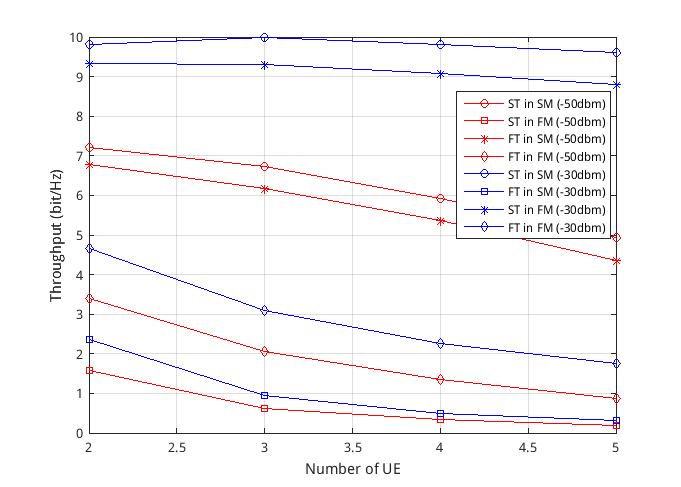 10
9
8
7
6
5
4
3
2
1
0
Throughput (bit/Hz)
ST in SM (-50dbm)
ST in FM (-50dbm)
FT in SM (-50dbm)
FT in FM (-50dbm)
ST in SM (-30dbm)
FT in SM (-30dbm)
ST in FM (-30dbm)
FT in FM (-30dbm)
2 2.5 3 3.5 4 4.5 5
Number of UE